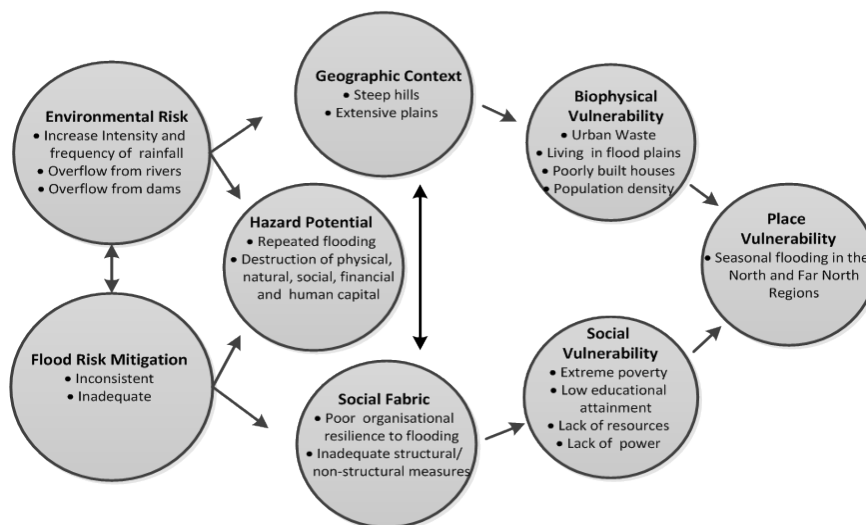 Environmental Risk
• Increase Intensity and
frequency of rainfall
• Overflow from rivers
• Overflow from dams
Geographic Context
• Steep hills
• Extensive plains
Biophysical
Vulnerability
• Urban Waste
• Living in flood plains
• Poorly built houses
• Population density
Hazard Potential
• Repeated flooding
• Destruction of physical,
natural, social, financial
and human capital
Place
Vulnerability
• Seasonal flooding in the
North and Far North
Regions
Flood Risk Mitigation
• Inconsistent
• Inadequate
Social Fabric
• Poor organisational
resilience to flooding
• Inadequate structural/
non-structural measures
Social
Vulnerability
• Extreme poverty
• Low educational
attainment
• Lack of resources
• Lack of power